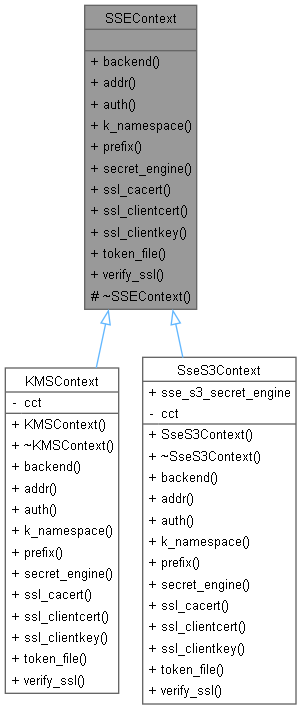 SSEContext
+ backend()
+ addr()
+ auth()
+ k_namespace()
+ prefix()
+ secret_engine()
+ ssl_cacert()
+ ssl_clientcert()
+ ssl_clientkey()
+ token_file()
+ verify_ssl()
# ~SSEContext()
KMSContext
- cct
+ KMSContext()
+ ~KMSContext()
+ backend()
+ addr()
+ auth()
+ k_namespace()
+ prefix()
+ secret_engine()
+ ssl_cacert()
+ ssl_clientcert()
+ ssl_clientkey()
+ token_file()
+ verify_ssl()
SseS3Context
+ sse_s3_secret_engine
- cct
+ SseS3Context()
+ ~SseS3Context()
+ backend()
+ addr()
+ auth()
+ k_namespace()
+ prefix()
+ secret_engine()
+ ssl_cacert()
+ ssl_clientcert()
+ ssl_clientkey()
+ token_file()
+ verify_ssl()